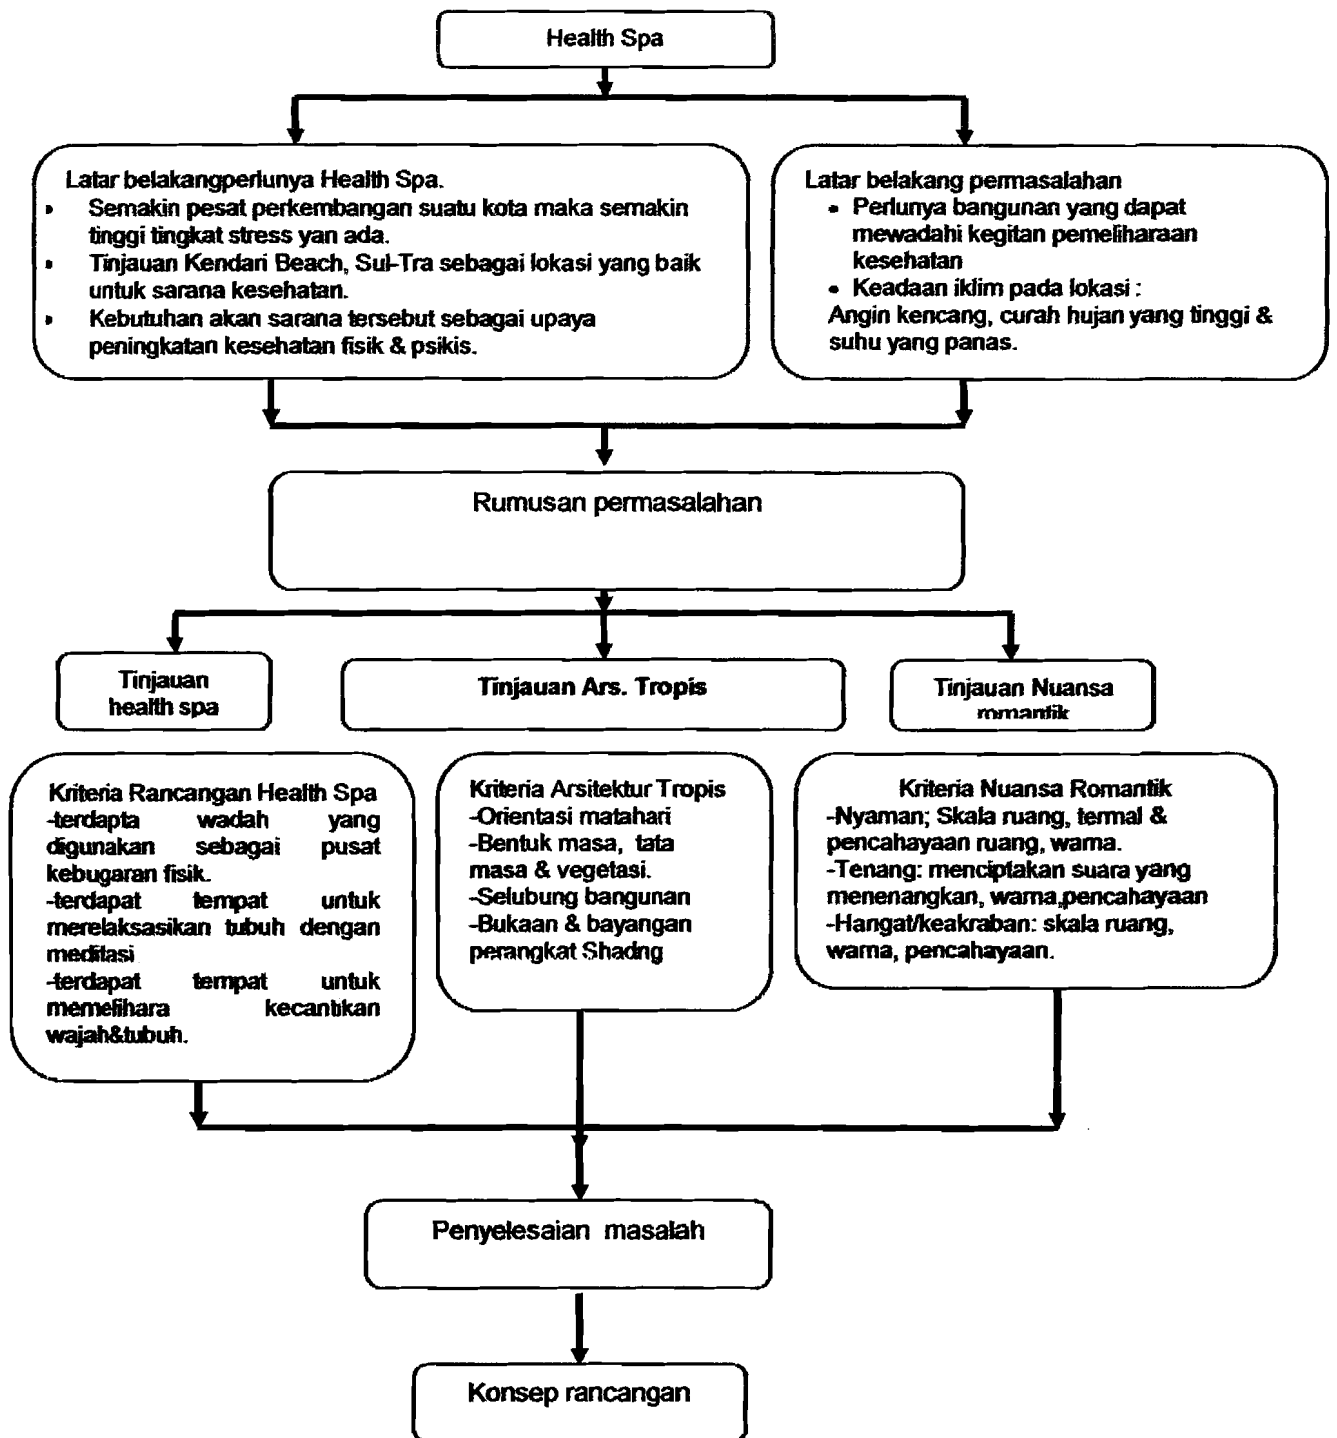 Health Spa
Latar belakangperlunya Health Spa.
• Semakin pesat perkembangan suatu kota maka semakin
tinggi tingkat stress yan ada.
• Tinjauan Kendari Beach, Sul-Tra sebagai lokasi yang baik
untuk sarana kesehatan.
• Kebutuhan akan sarana tersebut sebagai upaya
peningkatan kesehatan fisik & psikis.
Latar belakang permasalahan
• Perlunya bangunan yang dapat
mewadahi kegitan pemeliharaan
kesehatan
• Keadaan iklim pada lokasi :
Angin kencang, curah hujan yang tinggi &
suhu yang panas.
Rumusan permasalahan
Tinjauan
health spa
Tinjauan Ars. Tropis
Tinjauan Nuansa
romantik
Kriteria Rancangan Health Spa
-terdapta wadah yang
digunakan sebagai pusat
kebugaran fisik.
-terdapat tempat untuk
merelaksasikan tubuh dengan
meditasi
-terdapat tempat untuk
memelihara kecantikan
wajah&tubuh.
Kriteria Arsitektur Tropis
-Orientasi matahari
-Bentuk masa, tata
masa & vegetasi.
-Selubung bangunan
-Bukaan & bayangan
perangkat Shadng
Kriteria Nuansa Romantik
-Nyaman; Skala ruang, termal &
pencahayaan ruang, warna.
-Tenang: menciptakan suara yang
menenangkan, warna,pencahayaan
-Hangat/keakraban: skala ruang,
warna, pencahayaan.
Penyelesaian masalah
Konsep rancangan